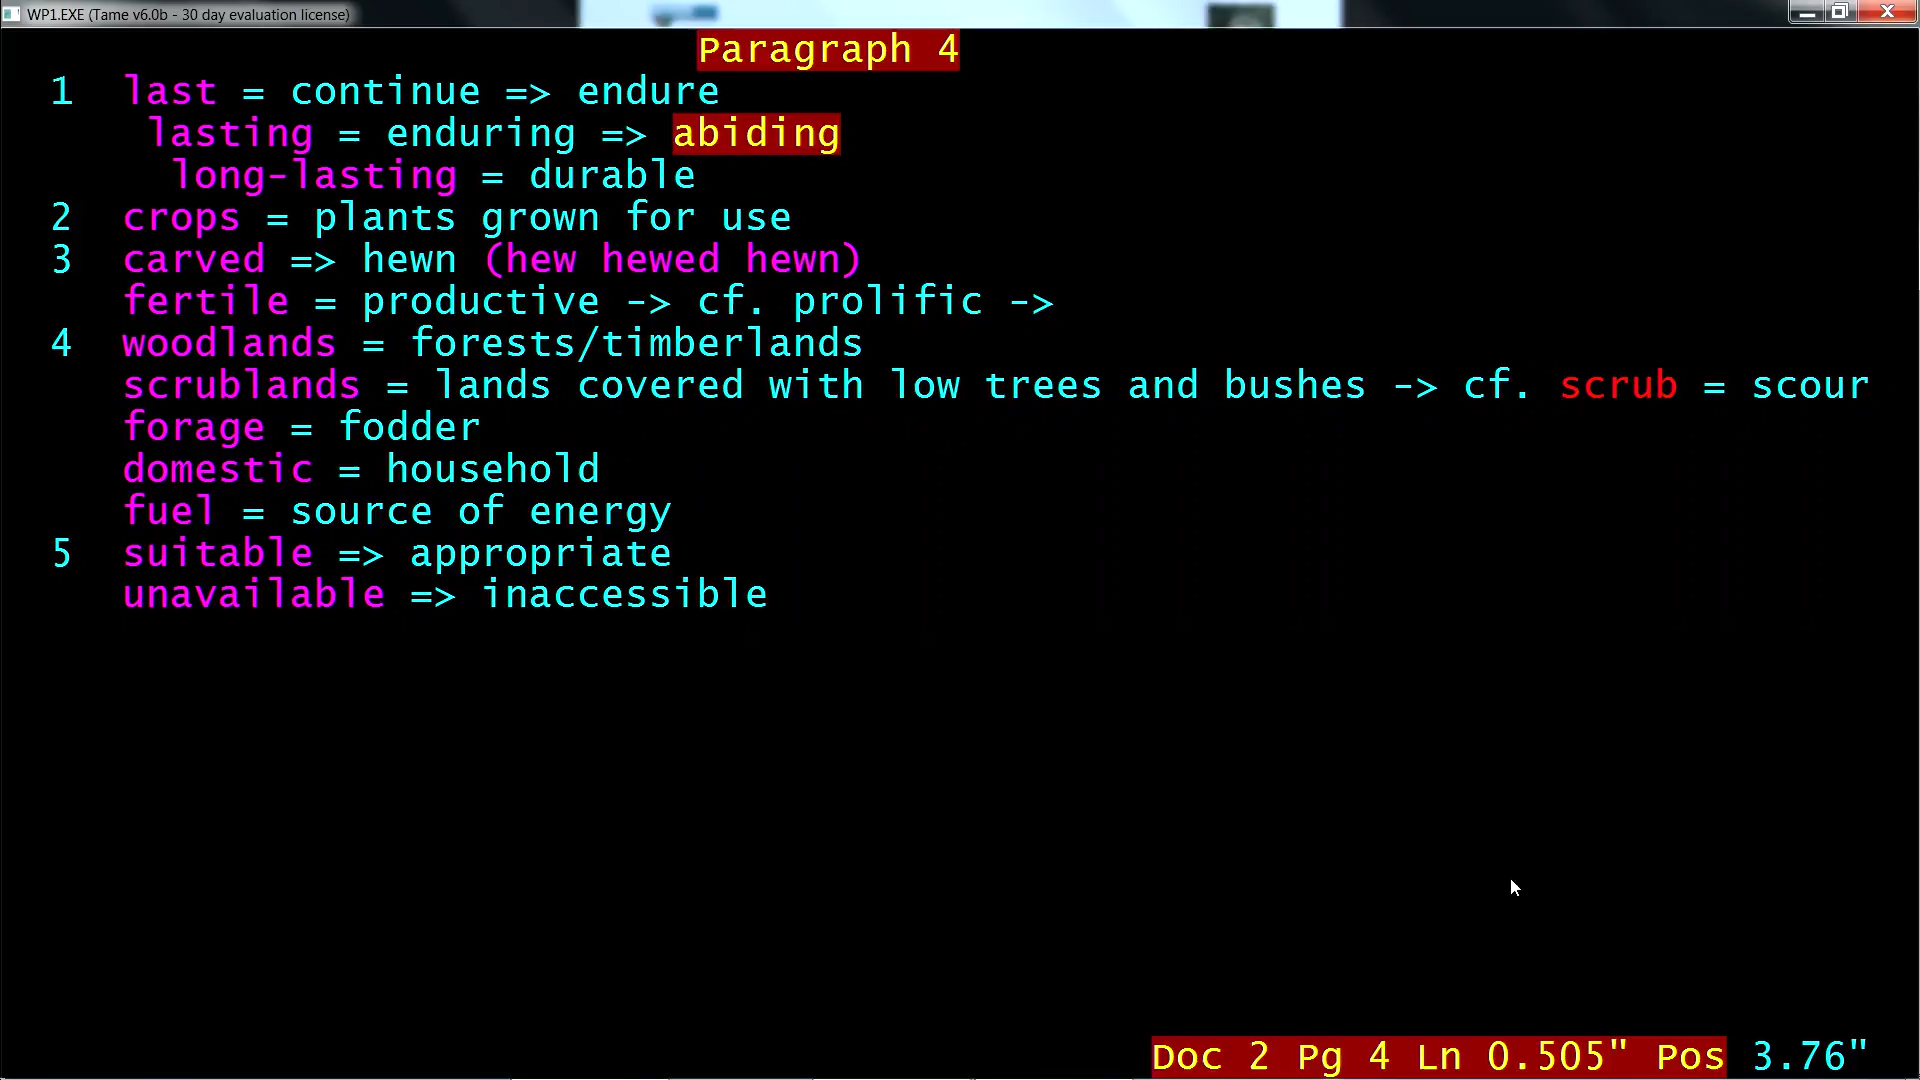 WP1.EXE (Tame v6.0b - 30 day evaluation license)
Paragraph 4
1 last = continue => endure
lasting = enduring => abiding
long-lasting = durable
2 crops = plants grown for use
3 carved => hewn (hew hewed hewn)
fertile = productive -> cf. prolific ->
4 woodlands = forests/timberlands
scrublands = lands covered with low trees and bushes -> cf. scrub = scour
forage = fodder
domestic = household
fuel = source of energy
5 suitable => appropriate
unavailable => inaccessible
Doc 2 Pg 4 Ln 0.505" Pos 3.76"